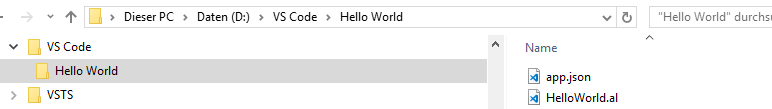 Dieser PC > Daten (D:) > VS Code > Hello World
"Hello World" durchsu
VS Code
Hello World
VSTS
Name
app.json
HelloWorld.al